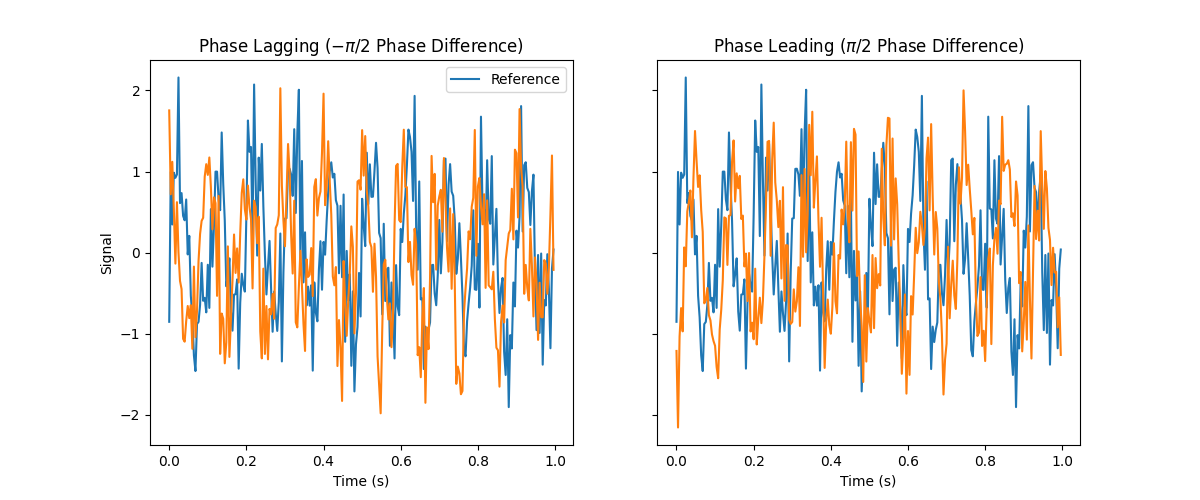 Phase Lagging (−π/2 Phase Difference)
Reference
Signal
2
1
0
−1
−2
0.0 0.2 0.4 0.6 0.8 1.0
Time (s)
Phase Leading (π/2 Phase Difference)
0.0 0.2 0.4 0.6 0.8 1.0
Time (s)